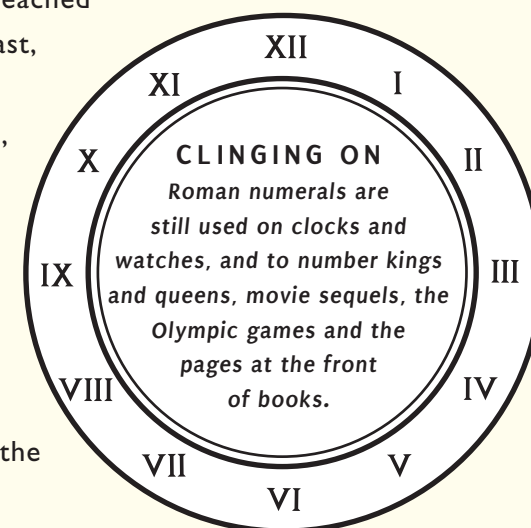 ast,
,
the
XII
I
II
III
IV
V
VI
VII
VIII
IX
X
XI
CLINGING ON
Roman numerals are
still used on clocks and
watches, and to number kings
and queens, movie sequels, the
Olympic games and the
pages at the front
of books.